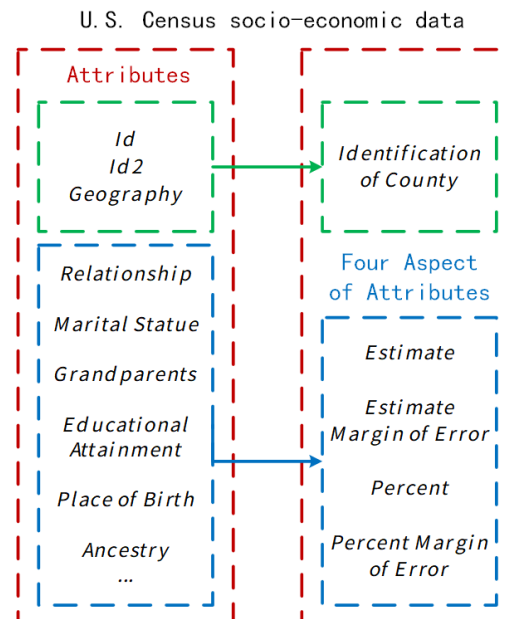 U.S. Census socio-economic data
Attributes
Id
Id2
Geography
Identification
of County
Relationship
Marital Statue
Grandparents
Educational
Attainment
Place of Birth
Ancestry
...
Four Aspect
of Attributes
Estimate
Estimate
Margin of Error
Percent
Percent Margin
of Error